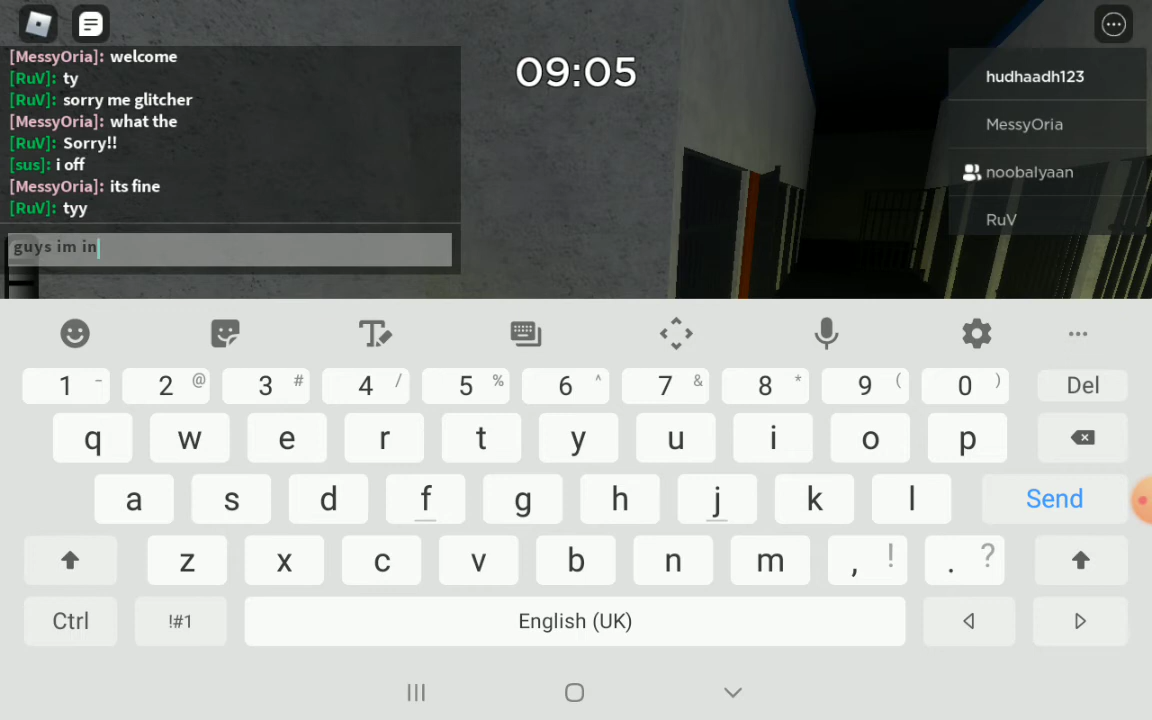 [MessyOria]: welcome
[RuV]: ty
[RuV]: sorry me glitcher
[MessyOria]: what the
[RuV]: Sorry!!
[sus]: i off
[MessyOria]: its fine
[RuV]: tyy
guys im in
09:05
hudhaadh123
MessyOria
noobalyaan
RuV
1 - 2 @ 3 # 4 / 5 % 6 ^ 7 & 8 * 9 ( 0 ) Del
q w e r t y u i o p
a s d f g h j k l Send
z x c v b n m , ! . ?
Ctrl !#1 English (UK)